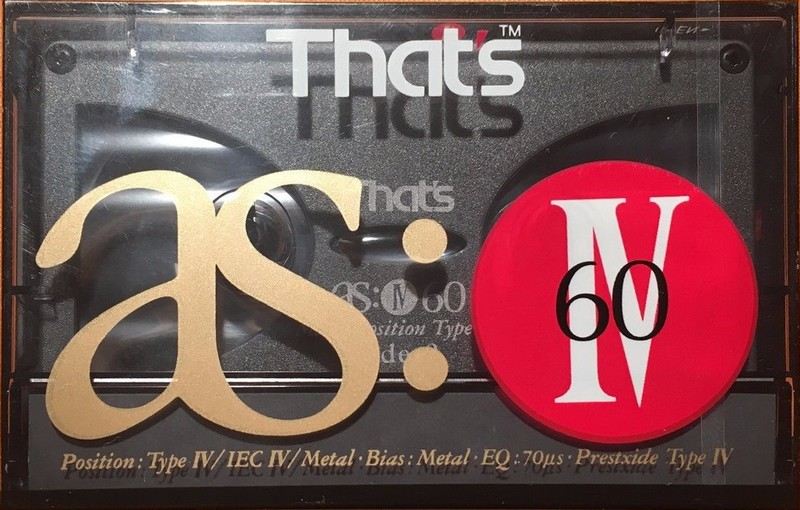 That's™
That's
as:IV 60
as:IV 60
Position Type
Position: Type IV/IEC IV/Metal · Bias: Metal · EQ: 70µs · Prestxide Type IV